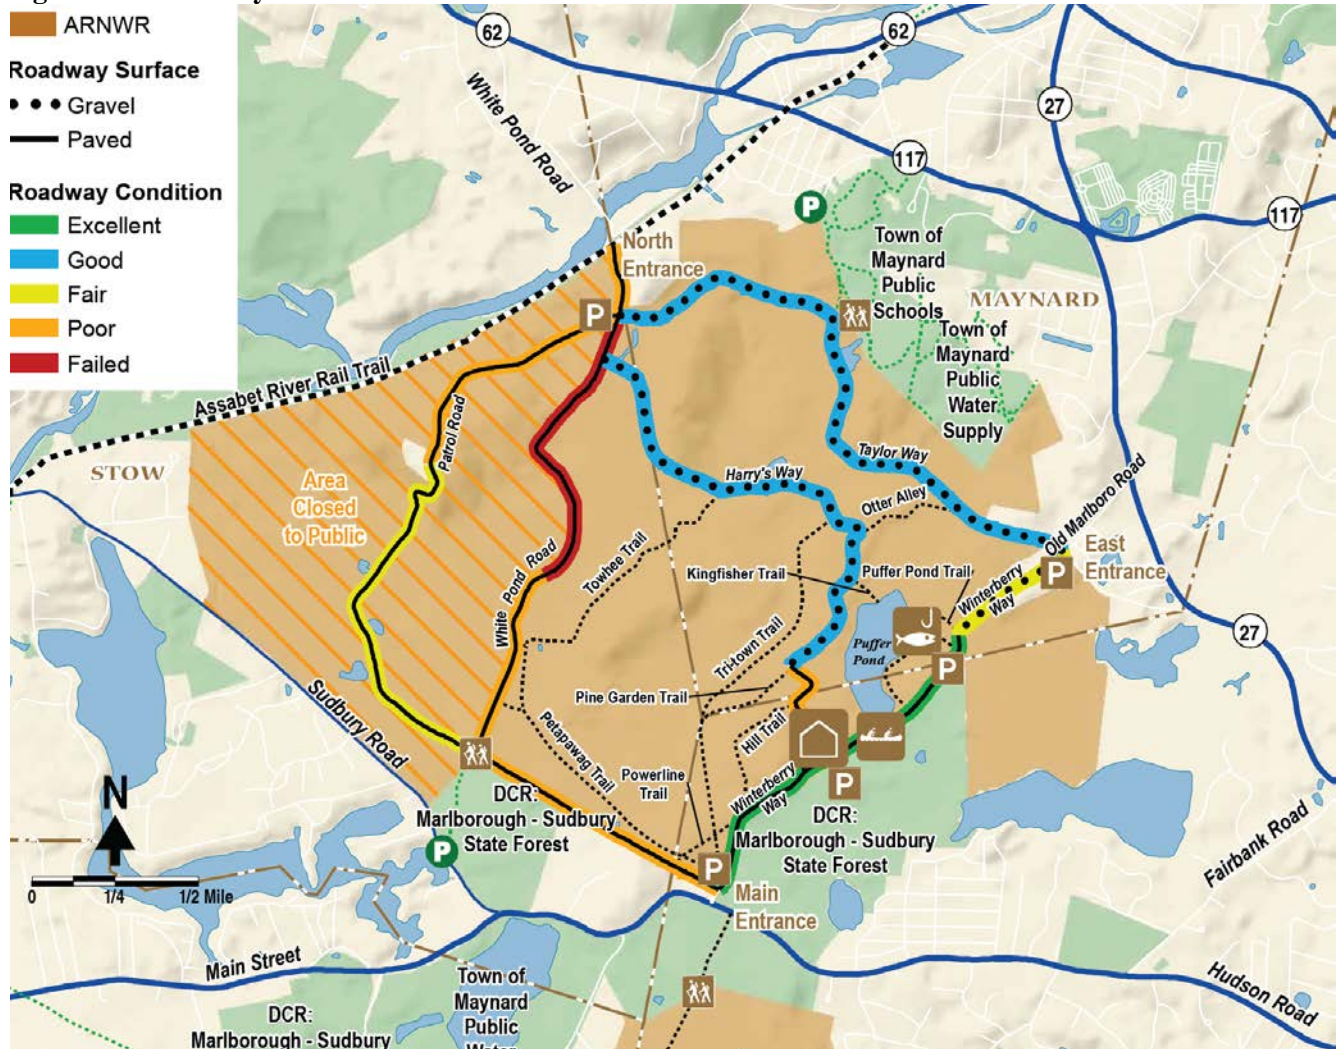 ARNWR
Roadway Surface
Gravel
Paved
Roadway Condition
Excellent
Good
Fair
Poor
Failed
62
62
White Pond Road
27
117
117
P
Town of
Maynard
Public
Schools
MAYNARD
North
Entrance
P
Town of
Maynard
Public
Water
Supply
Assabet River Rail Trail
STOW
Patrol Road
Area
Closed
to Public
Harry's Way
Taylor Way
Otter Alley
Old Marlboro Road
East
Entrance
P
Towhee Trail
White Pond Road
Kingfisher Trail
Puffer Pond Trail
Winterberry
Way
27
Puffer
Pond
P
Tri-town Trail
Pine Garden Trail
Sudbury Road
Petapawag Trail
Hill Trail
Powerline
Trail
Winterberry
Way
P
N
DCR:
Marlborough - Sudbury
State Forest
DCR:
Marlborough - Sudbury
State Forest
P
P
Fairbank Road
0 1/4 1/2 Mile
Main
Entrance
Main Street
Hudson Road
Town of
Maynard
Public
DCR:
Marlborough - Sudbury